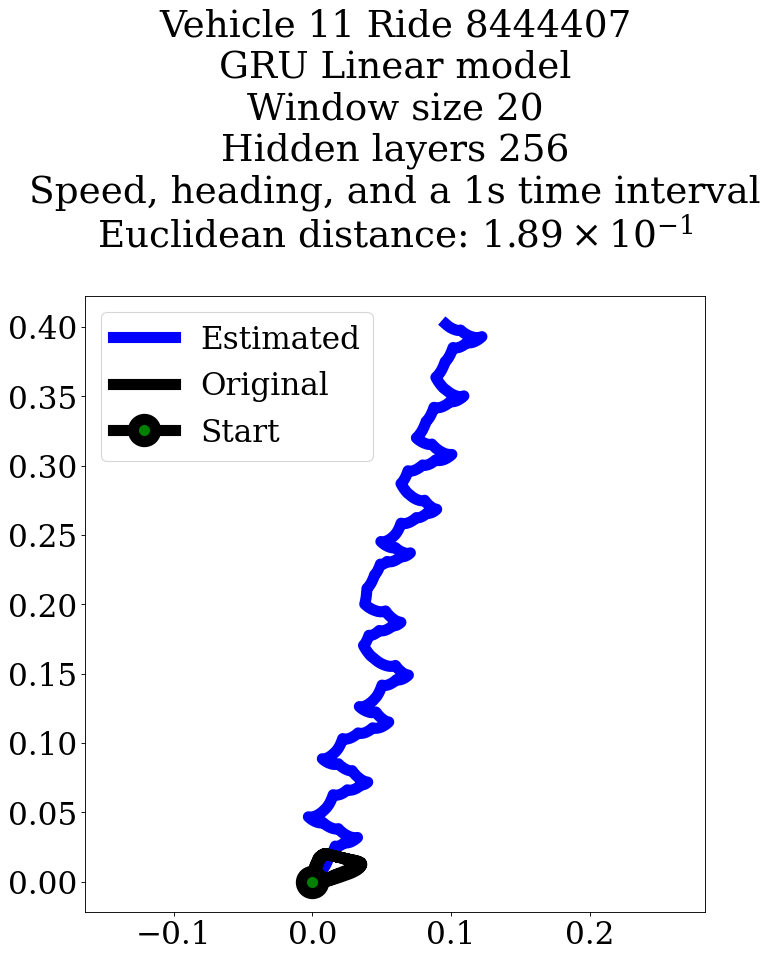 Vehicle 11 Ride 8444407
GRU Linear model
Window size 20
Hidden layers 256
Speed, heading, and a 1s time interval
Euclidean distance: 1.89 × 10⁻¹
Estimated
Original
Start
0.40
0.35
0.30
0.25
0.20
0.15
0.10
0.05
0.00
−0.1
0.0
0.1
0.2